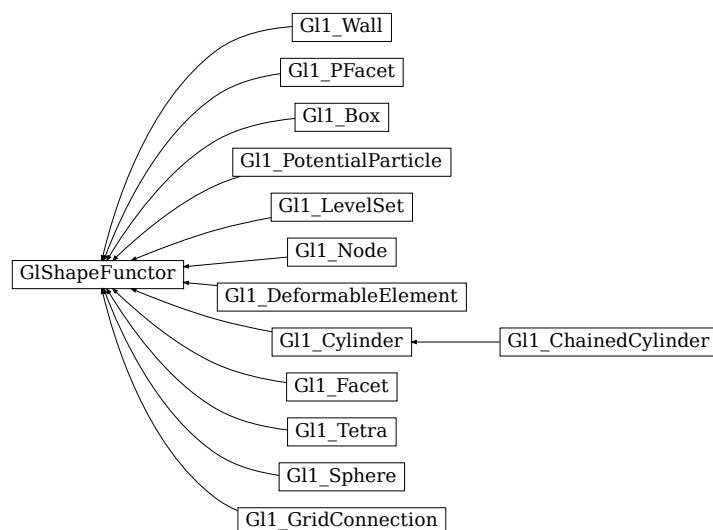 Gl1_Wall
Gl1_PFacet
Gl1_Box
Gl1_PotentialParticle
Gl1_LevelSet
Gl1_Node
GlShapeFunctor
Gl1_DeformableElement
Gl1_Cylinder
Gl1_ChainedCylinder
Gl1_Facet
Gl1_Tetra
Gl1_Sphere
Gl1_GridConnection